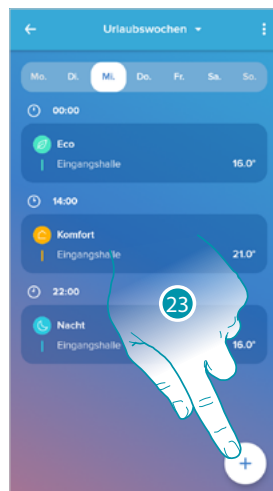 Urlaubswochen
Mo. Di. Mi. Do. Fr. Sa. So.
00:00
Eco
Eingangshalle 16.0°
14:00
Komfort
Eingangshalle 21.0°
22:00
Nacht
Eingangshalle 16.0°
23
+